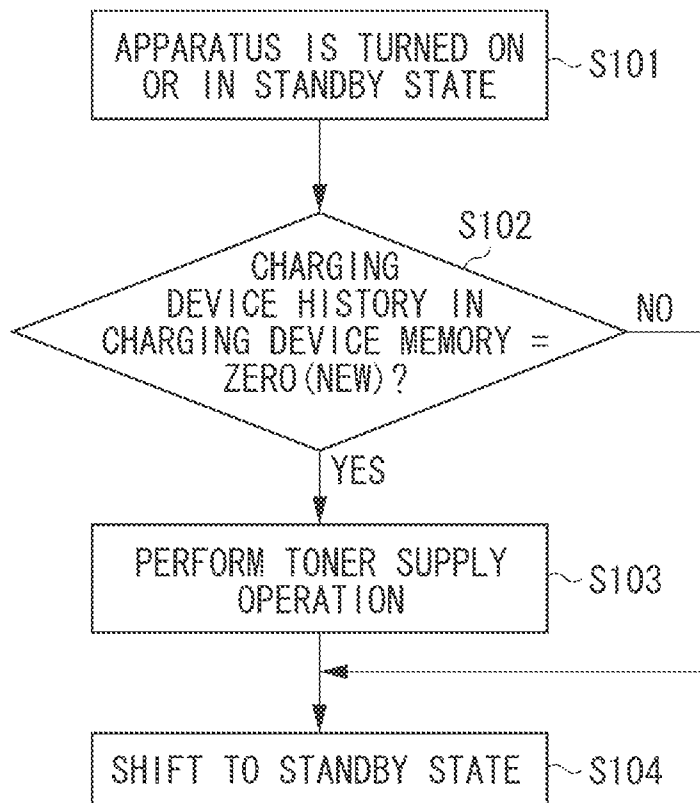 APPARATUS IS TURNED ON
OR IN STANDBY STATE
S101
S102
CHARGING
DEVICE HISTORY IN
CHARGING DEVICE MEMORY =
ZERO(NEW)?
NO
YES
PERFORM TONER SUPPLY
OPERATION
S103
SHIFT TO STANDBY STATE
S104